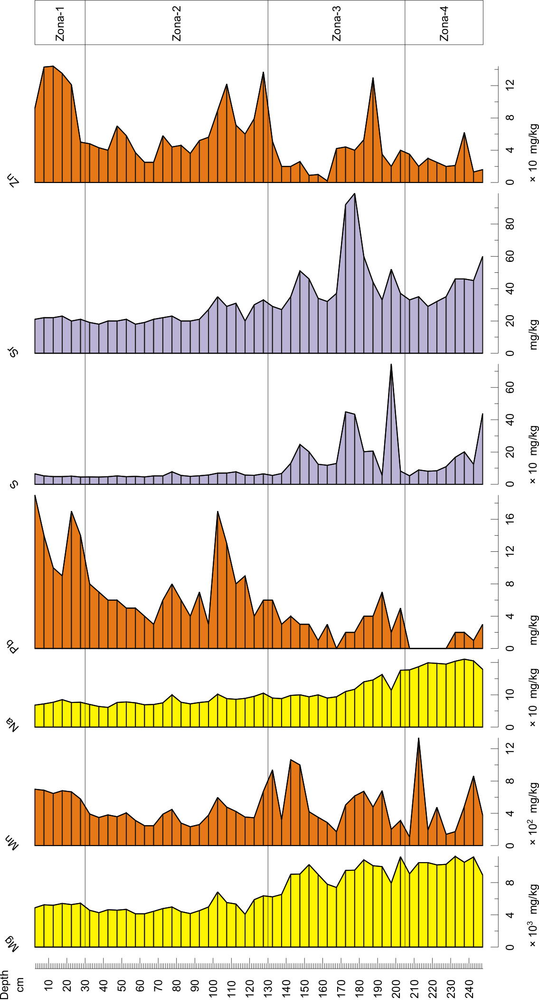 Depth
cm
10
20
30
40
50
60
70
80
90
100
110
120
130
140
150
160
170
180
190
200
210
220
230
240
Mg
0
4
8
× 10³ mg/kg
Mn
0
4
8
12
× 10² mg/kg
Na
0
10
× 10 mg/kg
Pb
0
4
8
12
16
mg/kg
S
0
20
40
60
× 10 mg/kg
Sr
0
20
40
60
80
mg/kg
Zn
0
4
8
12
× 10 mg/kg
Zona-1
Zona-2
Zona-3
Zona-4